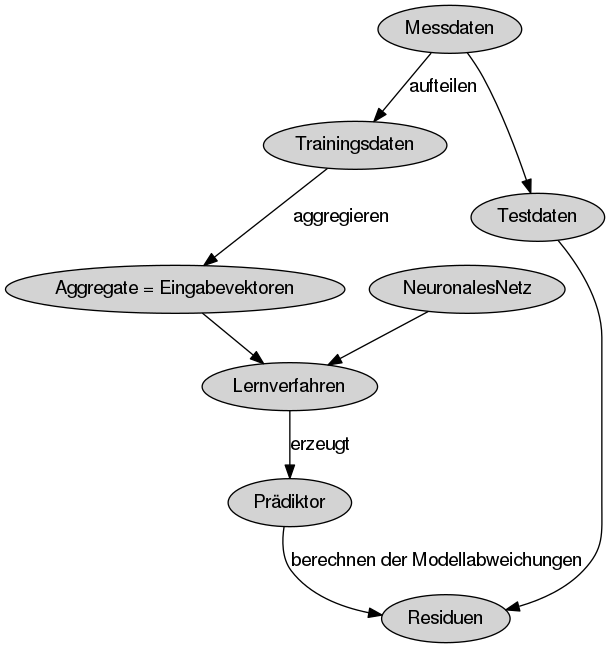 Messdaten
aufteilen
Trainingsdaten
aggregieren
Testdaten
Aggregate = Eingabevektoren
NeuronalesNetz
Lernverfahren
erzeugt
Prädiktor
berechnen der Modellabweichungen
Residuen